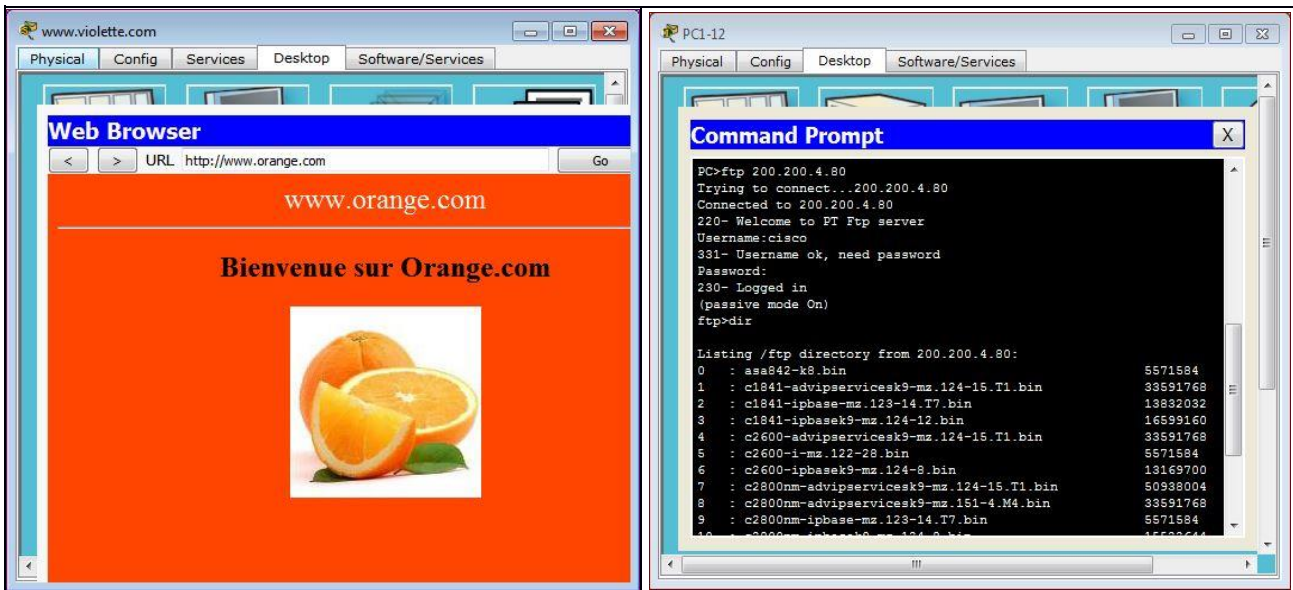 www.violette.com
Physical Config Services Desktop Software/Services
Web Browser
< > URL http://www.orange.com Go
www.orange.com
Bienvenue sur Orange.com
PC1-12
Physical Config Desktop Software/Services
Command Prompt X
PC>ftp 200.200.4.80
Trying to connect...200.200.4.80
Connected to 200.200.4.80
220- Welcome to PT Ftp server
Username:cisco
331- Username ok, need password
Password:
230- Logged in
(passive mode On)
ftp>dir
Listing /ftp directory from 200.200.4.80:
0 : asa842-k8.bin 5571584
1 : c1841-advipservicesk9-mz.124-15.T1.bin 33591768
2 : c1841-ipbase-mz.123-14.T7.bin 13832032
3 : c1841-ipbasek9-mz.124-12.bin 16599160
4 : c2600-advipservicesk9-mz.124-15.T1.bin 33591768
5 : c2600-i-mz.122-28.bin 5571584
6 : c2600-ipbasek9-mz.124-8.bin 13169700
7 : c2800nm-advipservicesk9-mz.124-15.T1.bin 50938004
8 : c2800nm-advipservicesk9-mz.151-4.M4.bin 33591768
9 : c2800nm-ipbase-mz.123-14.T7.bin 5571584